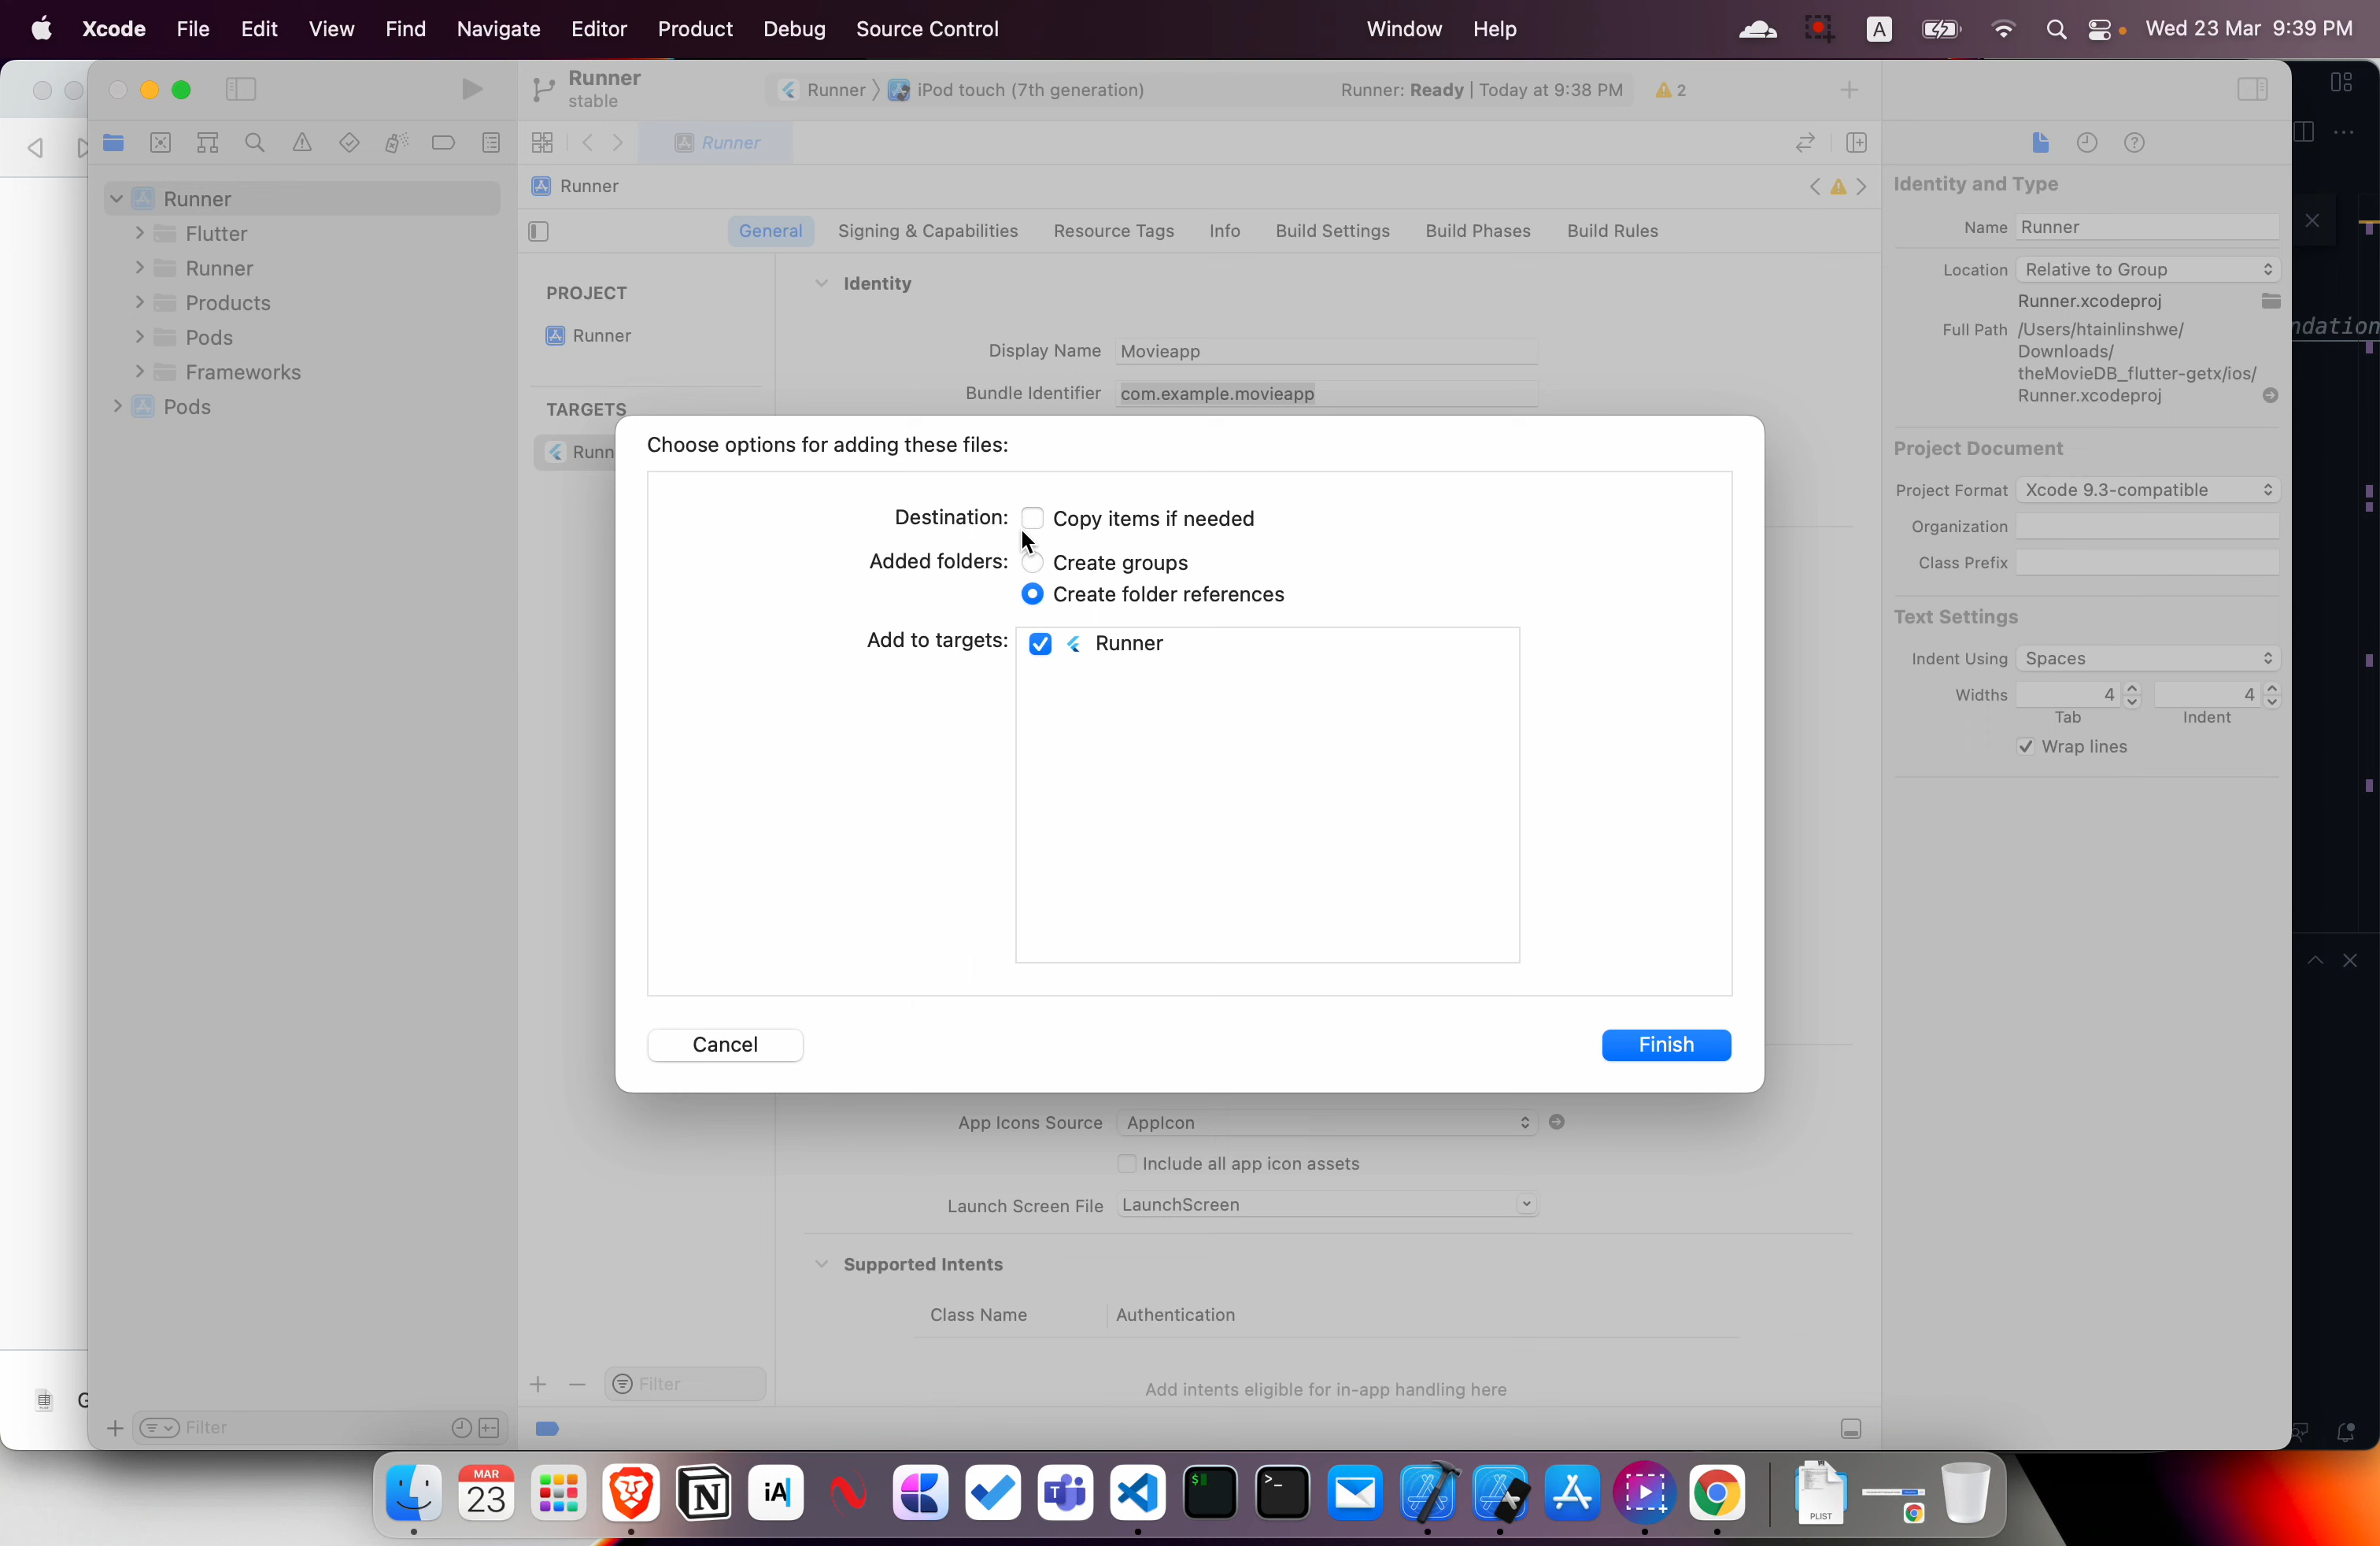 Xcode File Edit View Find Navigate Editor Product Debug Source Control Window Help A Wed 23 Mar 9:39 PM
Runner
stable
Runner iPod touch (7th generation)
Runner: Ready | Today at 9:38 PM
2
Runner
Runner
Runner
Flutter
Runner
Products
Pods
Frameworks
Pods
General Signing & Capabilities Resource Tags Info Build Settings Build Phases Build Rules
PROJECT
Runner
TARGETS
Runn
Identity
Display Name Movieapp
Bundle Identifier com.example.movieapp
Choose options for adding these files:
Destination: Copy items if needed
Added folders: Create groups
Create folder references
Add to targets: Runner
Cancel Finish
App Icons Source AppIcon
Include all app icon assets
Launch Screen File LaunchScreen
Supported Intents
Class Name Authentication
Add intents eligible for in-app handling here
Filter
Filter
Identity and Type
Name Runner
Location Relative to Group
Runner.xcodeproj
Full Path /Users/htainlinshwe/
Downloads/
theMovieDB_flutter-getx/ios/
Runner.xcodeproj
Project Document
Project Format Xcode 9.3-compatible
Organization
Class Prefix
Text Settings
Indent Using Spaces
Widths 4 4
Tab Indent
Wrap lines
ndation
G
MAR
23
iA
PLIST